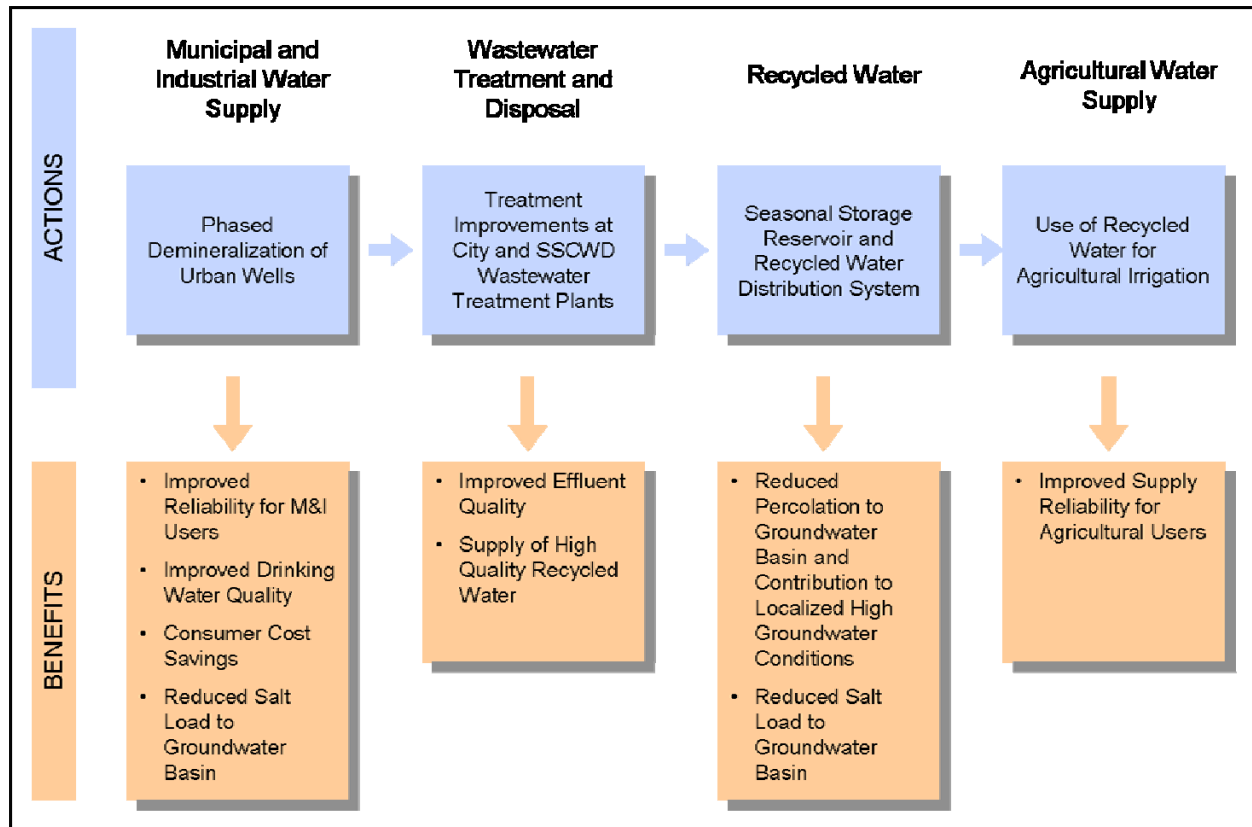 ACTIONS
Municipal and
Industrial Water
Supply
Wastewater
Treatment and
Disposal
Recycled Water
Agricultural Water
Supply
Phased
Demineralization of
Urban Wells
Treatment
Improvements at
City and SSCWD
Wastewater
Treatment Plants
Seasonal Storage
Reservoir and
Recycled Water
Distribution System
Use of Recycled
Water for
Agricultural Irrigation
BENEFITS
• Improved
Reliability for M&I
Users
• Improved Drinking
Water Quality
• Consumer Cost
Savings
• Reduced Salt
Load to
Groundwater
Basin
• Improved Effluent
Quality
• Supply of High
Quality Recycled
Water
• Reduced
Percolation to
Groundwater
Basin and
Contribution to
Localized High
Groundwater
Conditions
• Reduced Salt
Load to
Groundwater
Basin
• Improved Supply
Reliability for
Agricultural Users